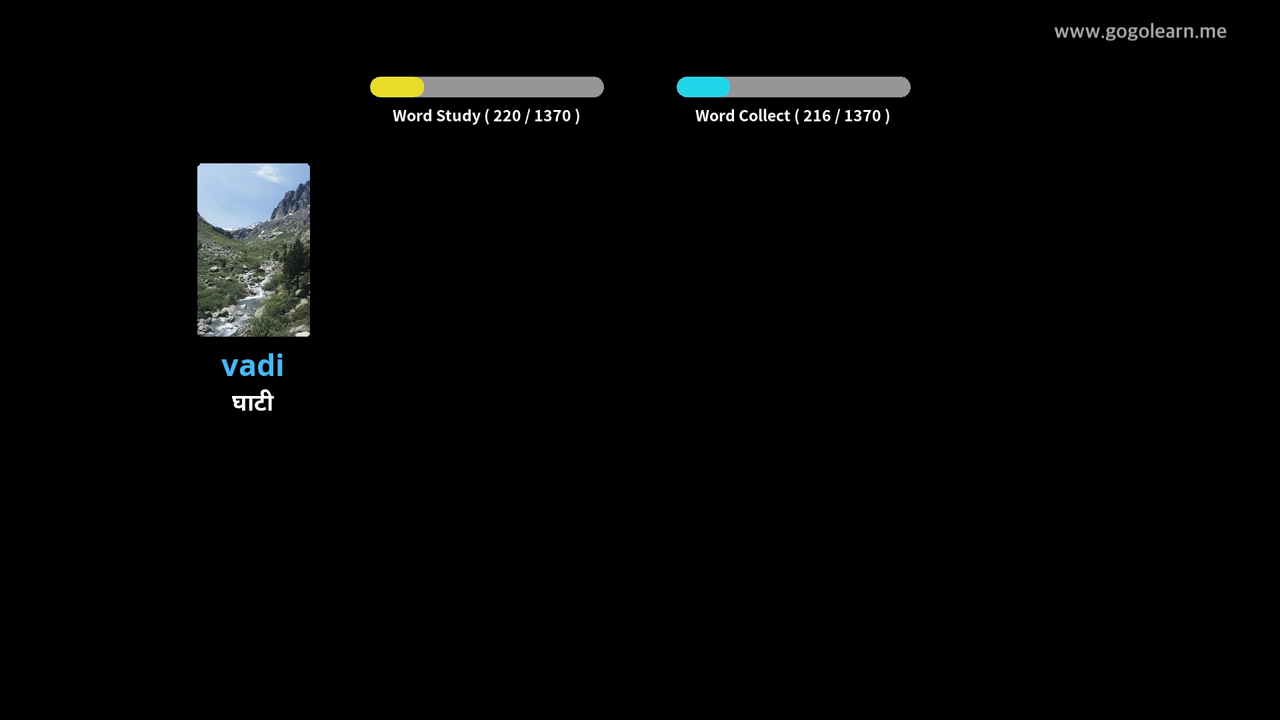 www.gogolearn.me
Word Study ( 220 / 1370 )
Word Collect ( 216 / 1370 )
vadi
घाटी